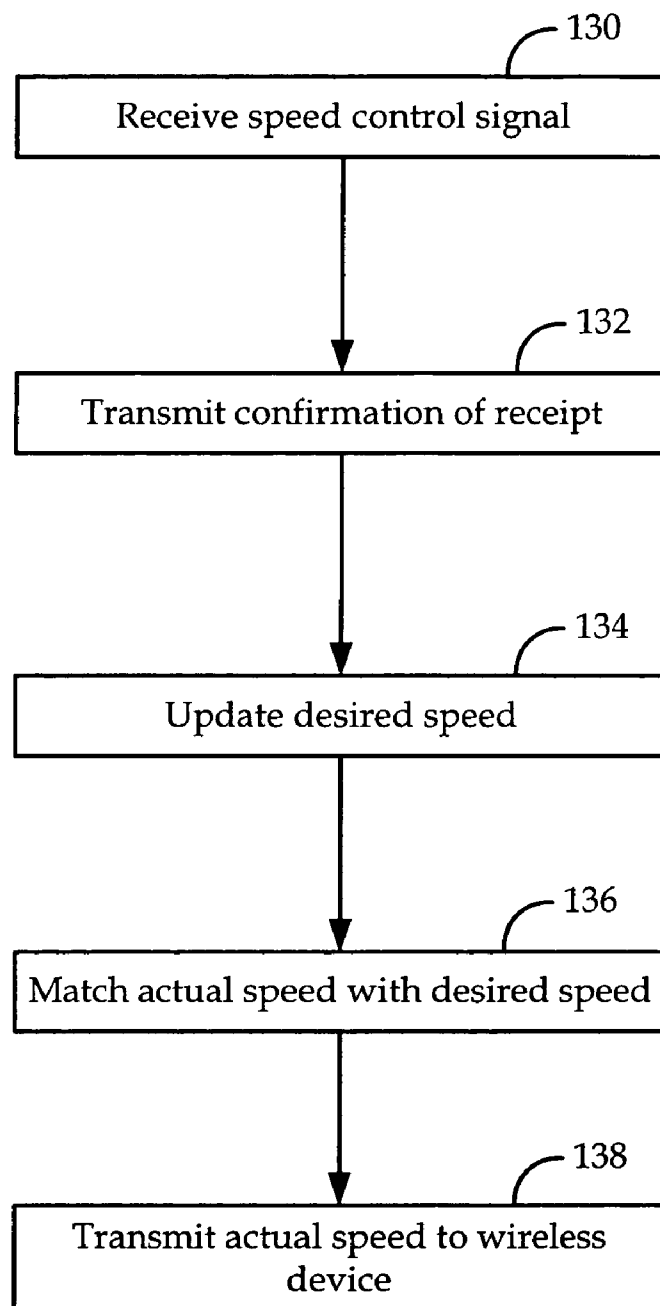 130
Receive speed control signal
132
Transmit confirmation of receipt
134
Update desired speed
136
Match actual speed with desired speed
138
Transmit actual speed to wireless
device